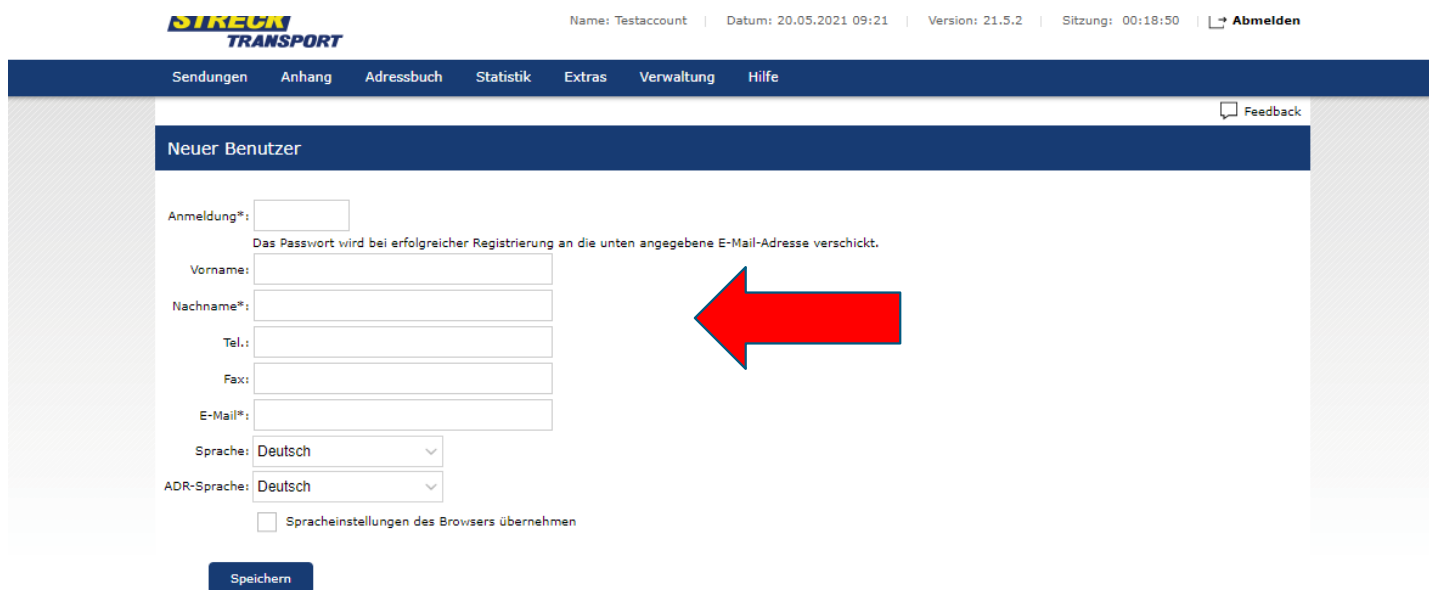 STRECK
TRANSPORT
Name: Testaccount | Datum: 20.05.2021 09:21 | Version: 21.5.2 | Sitzung: 00:18:50 | Abmelden
Sendungen Anhang Adressbuch Statistik Extras Verwaltung Hilfe
Feedback
Neuer Benutzer
Anmeldung*:
Das Passwort wird bei erfolgreicher Registrierung an die unten angegebene E-Mail-Adresse verschickt.
Vorname:
Nachname*:
Tel.:
Fax:
E-Mail*:
Sprache: Deutsch
ADR-Sprache: Deutsch
Spracheinstellungen des Browsers übernehmen
Speichern